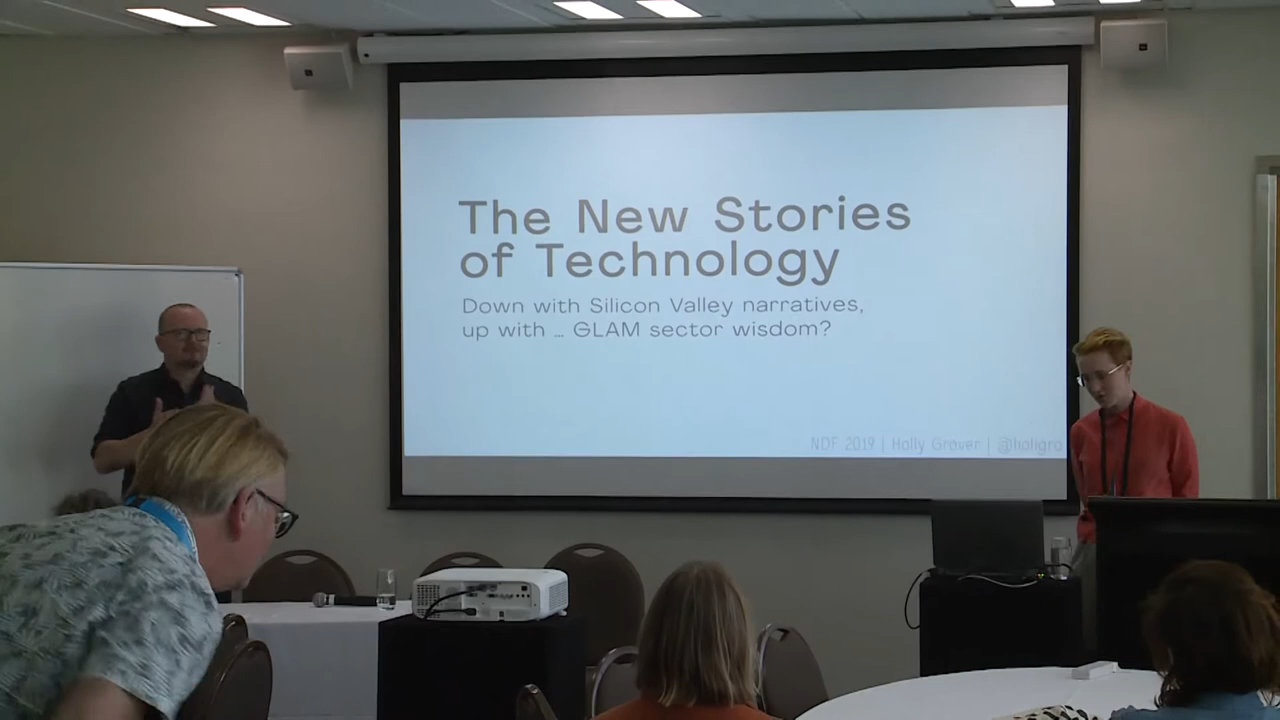 The New Stories
of Technology
Down with Silicon Valley narratives,
up with ... GLAM sector wisdom?
NDF 2019 | Holly Grover | @holigro